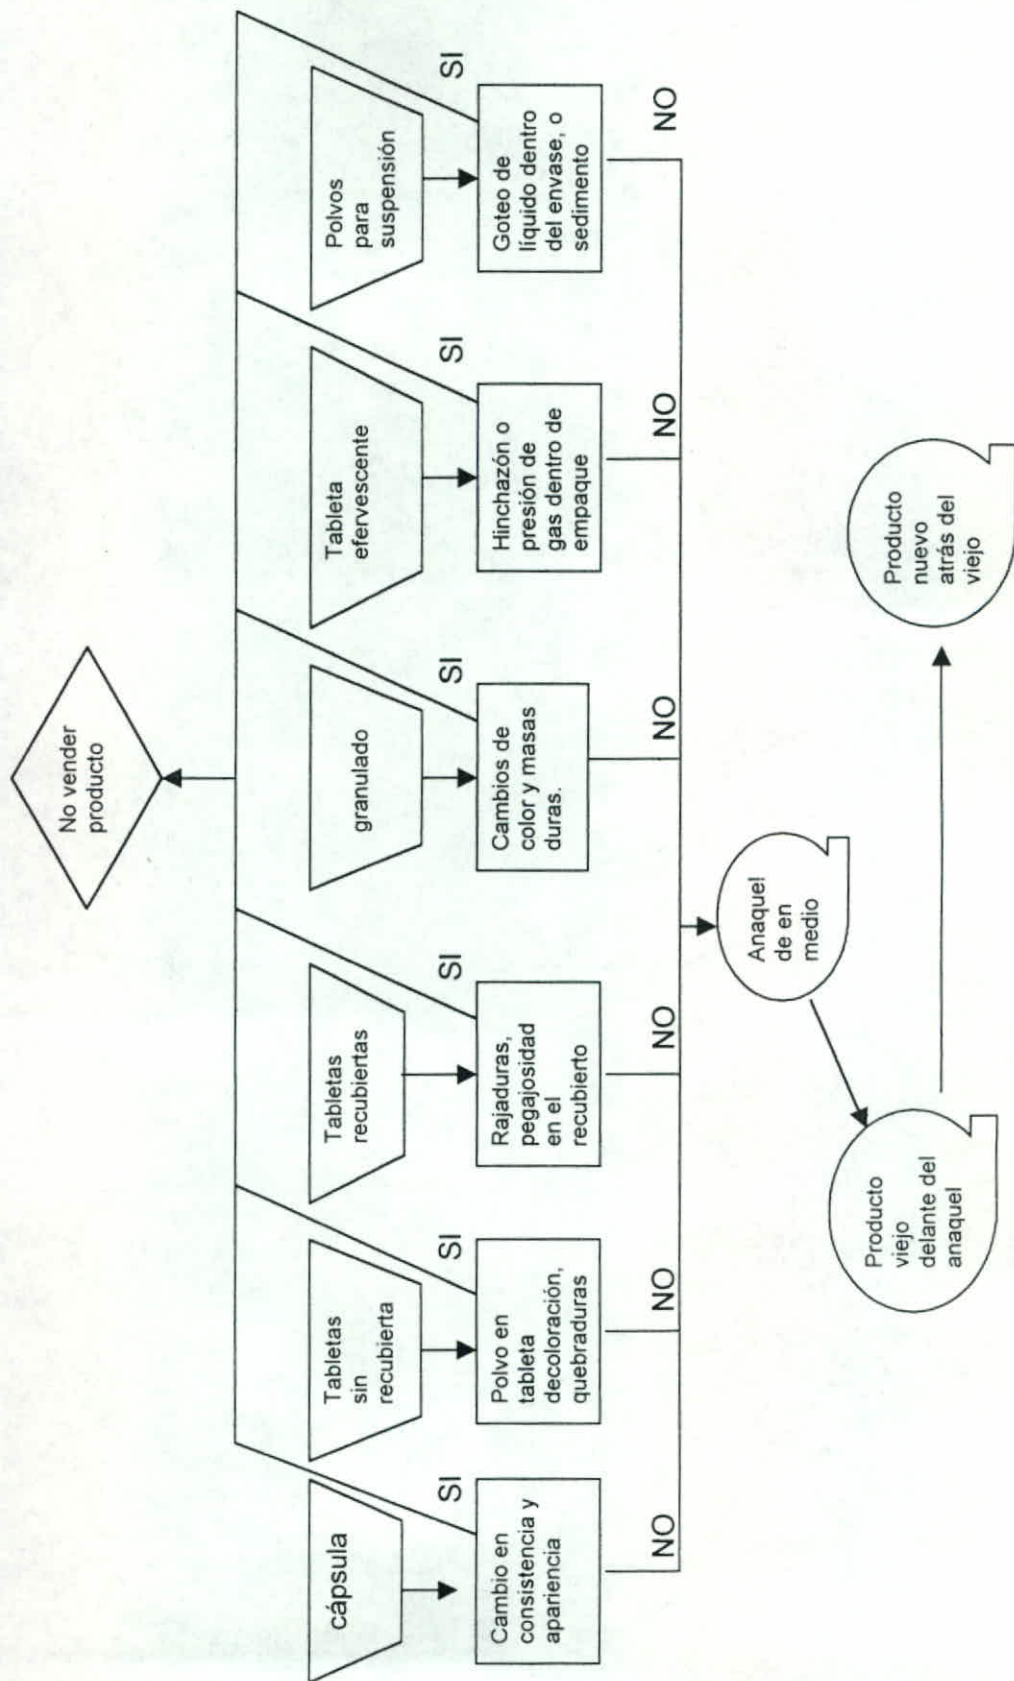 No vender
producto
cápsula
Tabletas
sin
recubierta
Tabletas
recubiertas
granulado
Tableta
efervescente
Polvos
para
suspensión
SI
SI
SI
SI
SI
SI
Cambio en
consistencia y
apariencia
Polvo en
tableta
decoloración,
quebraduras
Rajaduras,
pegajosidad
en el
recubierto
Cambios de
color y masas
duras.
Hinchazón o
presión de
gas dentro de
empaque
Goteo de
líquido dentro
del envase, o
sedimento
NO
NO
NO
NO
NO
NO
Anaquel
de en
medio
Producto
viejo
delante del
anaquel
Producto
nuevo
atrás del
viejo